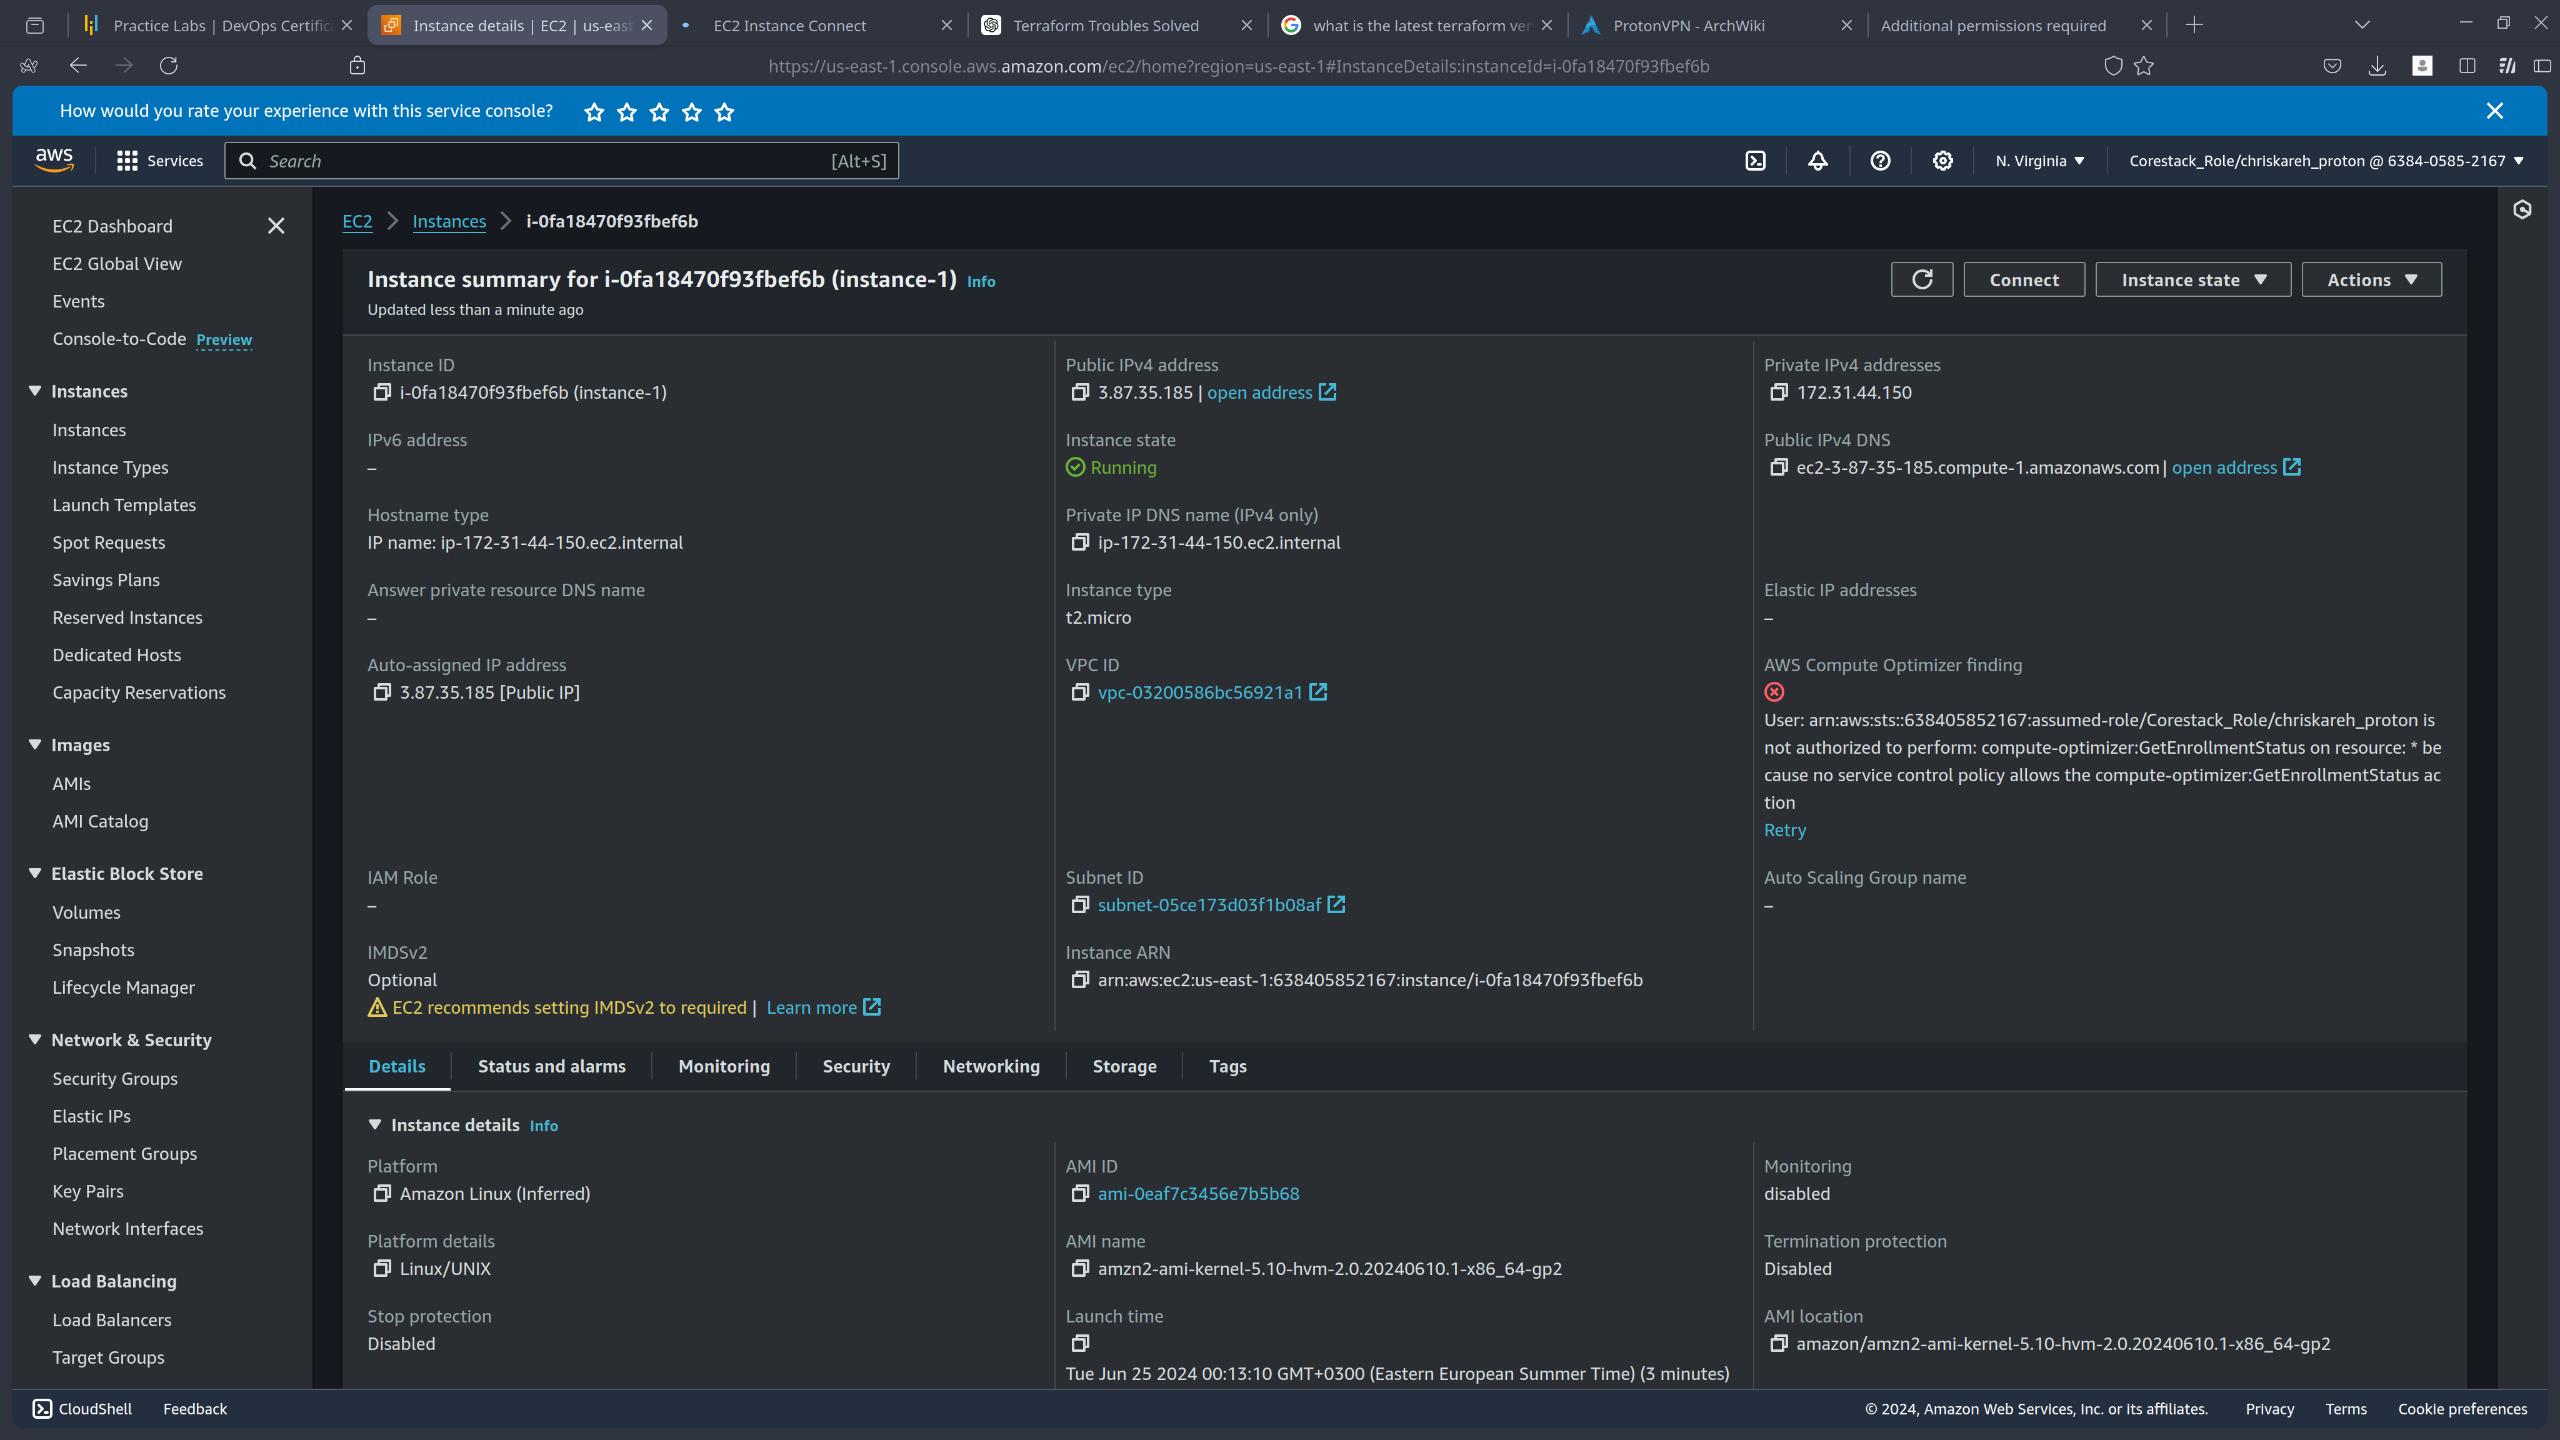 Practice Labs | DevOps Certific
Instance details | EC2 | us-east
EC2 Instance Connect
Terraform Troubles Solved
what is the latest terraform ver
ProtonVPN - ArchWiki
Additional permissions required
https://us-east-1.console.aws.amazon.com/ec2/home?region=us-east-1#InstanceDetails:instanceId=i-0fa18470f93fbef6b
How would you rate your experience with this service console?
aws
Services
Search
[Alt+S]
N. Virginia
Corestack_Role/chriskareh_proton @ 6384-0585-2167
EC2 Dashboard
EC2 Global View
Events
Console-to-Code Preview
Instances
Instances
Instance Types
Launch Templates
Spot Requests
Savings Plans
Reserved Instances
Dedicated Hosts
Capacity Reservations
Images
AMIs
AMI Catalog
Elastic Block Store
Volumes
Snapshots
Lifecycle Manager
Network & Security
Security Groups
Elastic IPs
Placement Groups
Key Pairs
Network Interfaces
Load Balancing
Load Balancers
Target Groups
EC2
Instances
i-0fa18470f93fbef6b
Instance summary for i-0fa18470f93fbef6b (instance-1) Info
Updated less than a minute ago
Connect
Instance state
Actions
Instance ID
i-0fa18470f93fbef6b (instance-1)
Public IPv4 address
3.87.35.185 | open address
Private IPv4 addresses
172.31.44.150
IPv6 address
–
Instance state
Running
Public IPv4 DNS
ec2-3-87-35-185.compute-1.amazonaws.com | open address
Hostname type
IP name: ip-172-31-44-150.ec2.internal
Private IP DNS name (IPv4 only)
ip-172-31-44-150.ec2.internal
Answer private resource DNS name
–
Instance type
t2.micro
Elastic IP addresses
–
Auto-assigned IP address
3.87.35.185 [Public IP]
VPC ID
vpc-03200586bc56921a1
AWS Compute Optimizer finding
User: arn:aws:sts::638405852167:assumed-role/Corestack_Role/chriskareh_proton is
not authorized to perform: compute-optimizer:GetEnrollmentStatus on resource: * be
cause no service control policy allows the compute-optimizer:GetEnrollmentStatus ac
tion
Retry
IAM Role
–
Subnet ID
subnet-05ce173d03f1b08af
Auto Scaling Group name
–
IMDSv2
Optional
EC2 recommends setting IMDSv2 to required | Learn more
Instance ARN
arn:aws:ec2:us-east-1:638405852167:instance/i-0fa18470f93fbef6b
Details
Status and alarms
Monitoring
Security
Networking
Storage
Tags
Instance details Info
Platform
Amazon Linux (Inferred)
AMI ID
ami-0eaf7c3456e7b5b68
Monitoring
disabled
Platform details
Linux/UNIX
AMI name
amzn2-ami-kernel-5.10-hvm-2.0.20240610.1-x86_64-gp2
Termination protection
Disabled
Stop protection
Disabled
Launch time
Tue Jun 25 2024 00:13:10 GMT+0300 (Eastern European Summer Time) (3 minutes)
AMI location
amazon/amzn2-ami-kernel-5.10-hvm-2.0.20240610.1-x86_64-gp2
CloudShell
Feedback
© 2024, Amazon Web Services, Inc. or its affiliates.
Privacy
Terms
Cookie preferences